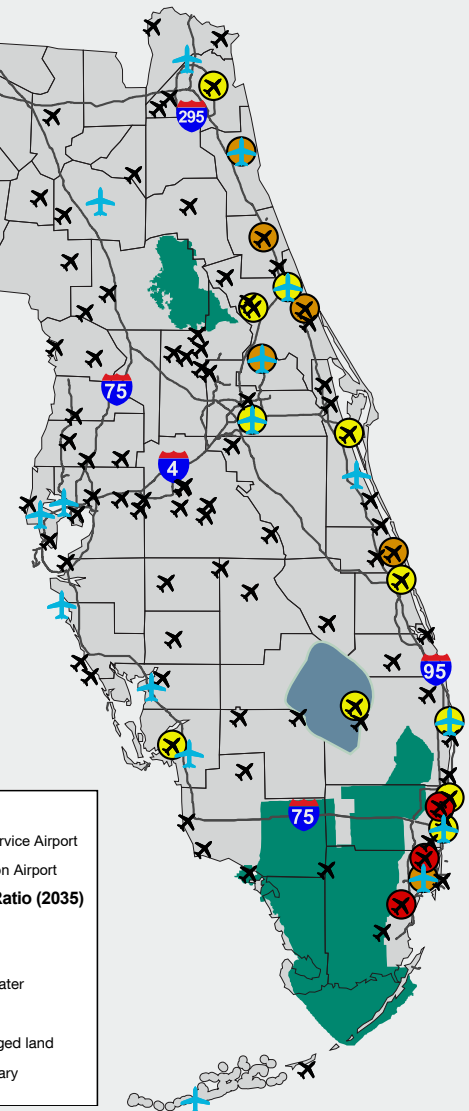 295
75
4
95
75
rvice Airport
on Airport
Ratio (2035)
ater
ged land
ary